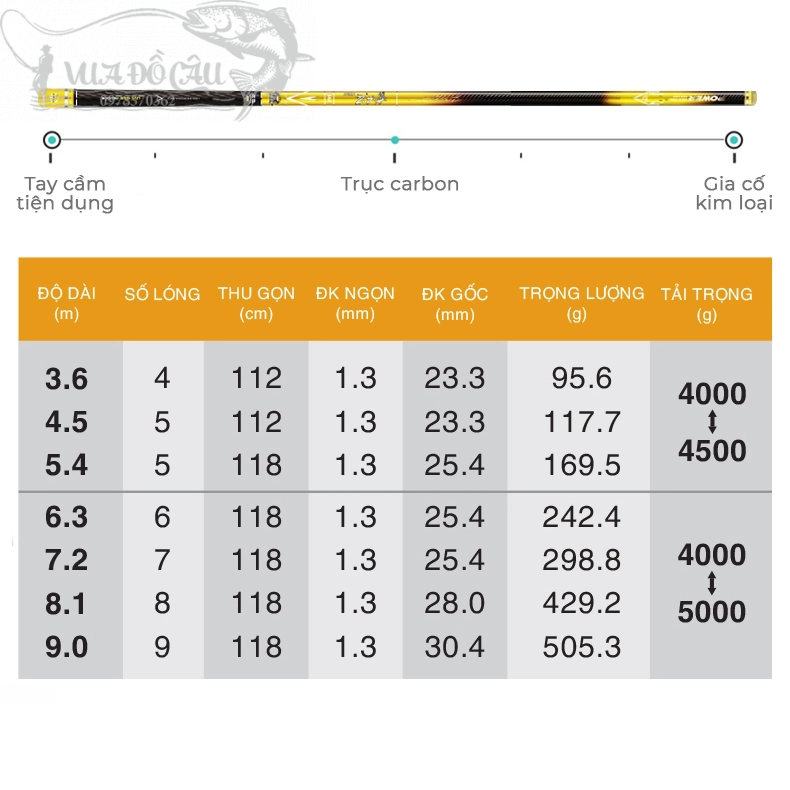 VUA ĐỒ CÂU
0978570362
Tay cầm
tiện dụng
Trục carbon
Gia cố
kim loại
ĐỘ DÀI (m) SỐ LÓNG THU GỌN (cm) ĐK NGỌN (mm) ĐK GỐC (mm) TRỌNG LƯỢNG (g) TẢI TRỌNG (g)
3.6 4 112 1.3 23.3 95.6
4.5 5 112 1.3 23.3 117.7
5.4 5 118 1.3 25.4 169.5
4000
4500
6.3 6 118 1.3 25.4 242.4
7.2 7 118 1.3 25.4 298.8
8.1 8 118 1.3 28.0 429.2
9.0 9 118 1.3 30.4 505.3
4000
5000